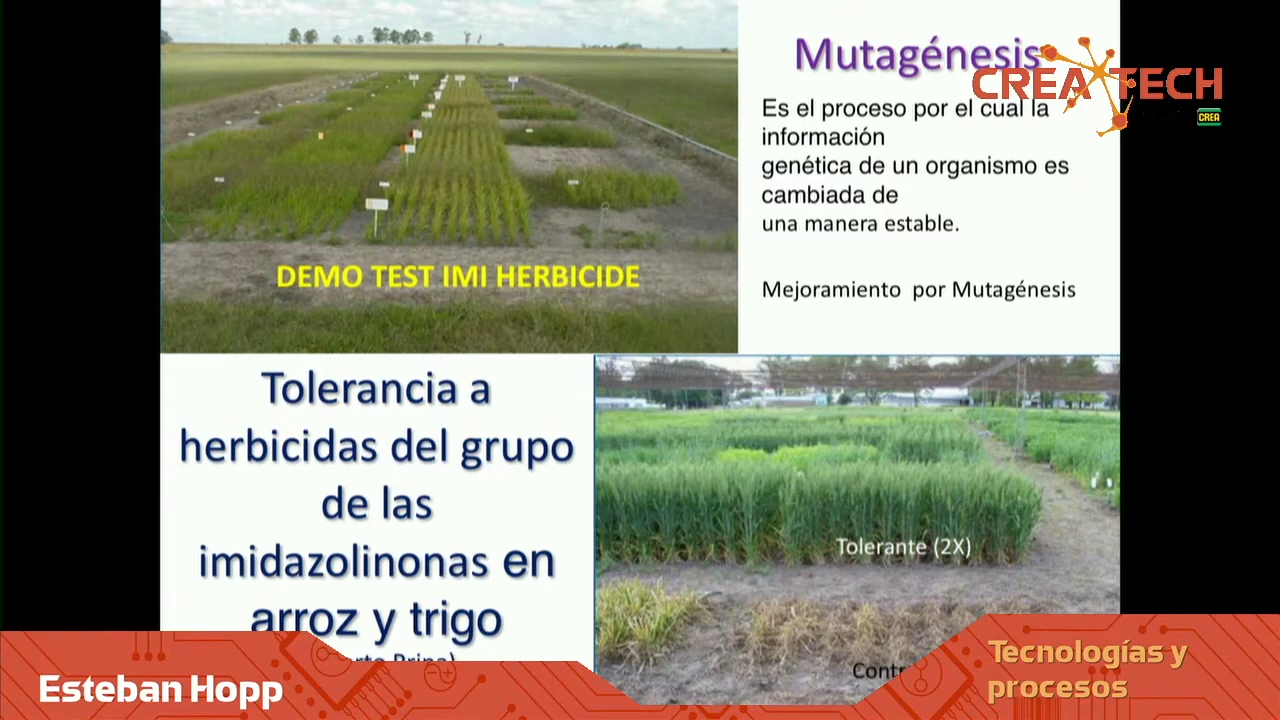 Mutagénesis
CREA TECH
CREA
Es el proceso por el cual la
información
genética de un organismo es
cambiada de
una manera estable.
Mejoramiento por Mutagénesis
DEMO TEST IMI HERBICIDE
Tolerancia a
herbicidas del grupo
de las
imidazolinonas en
arroz y trigo
Tolerante (2X)
Esteban Hopp
Tecnologías y
procesos